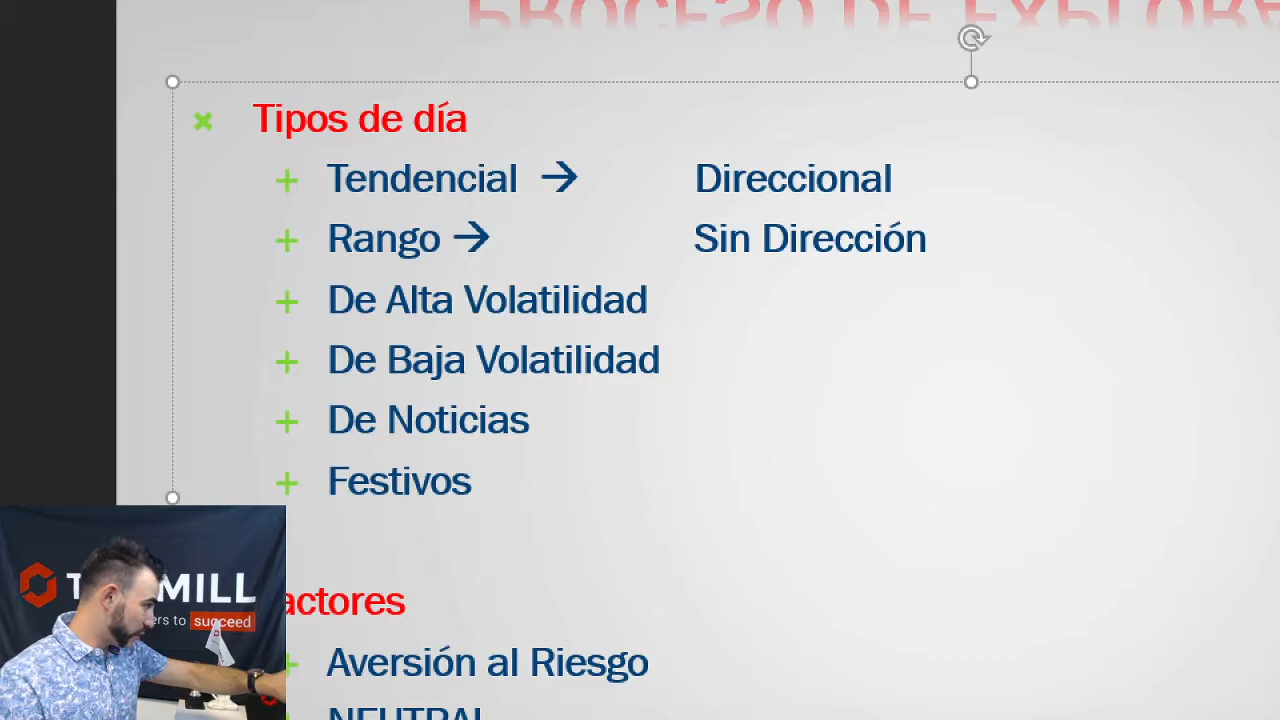 PROCESO DE EXPLORA
Tipos de día
Tendencial → Direccional
Rango → Sin Dirección
De Alta Volatilidad
De Baja Volatilidad
De Noticias
Festivos
actores
Aversión al Riesgo
NEUTRAL
MILL
ers to succeed